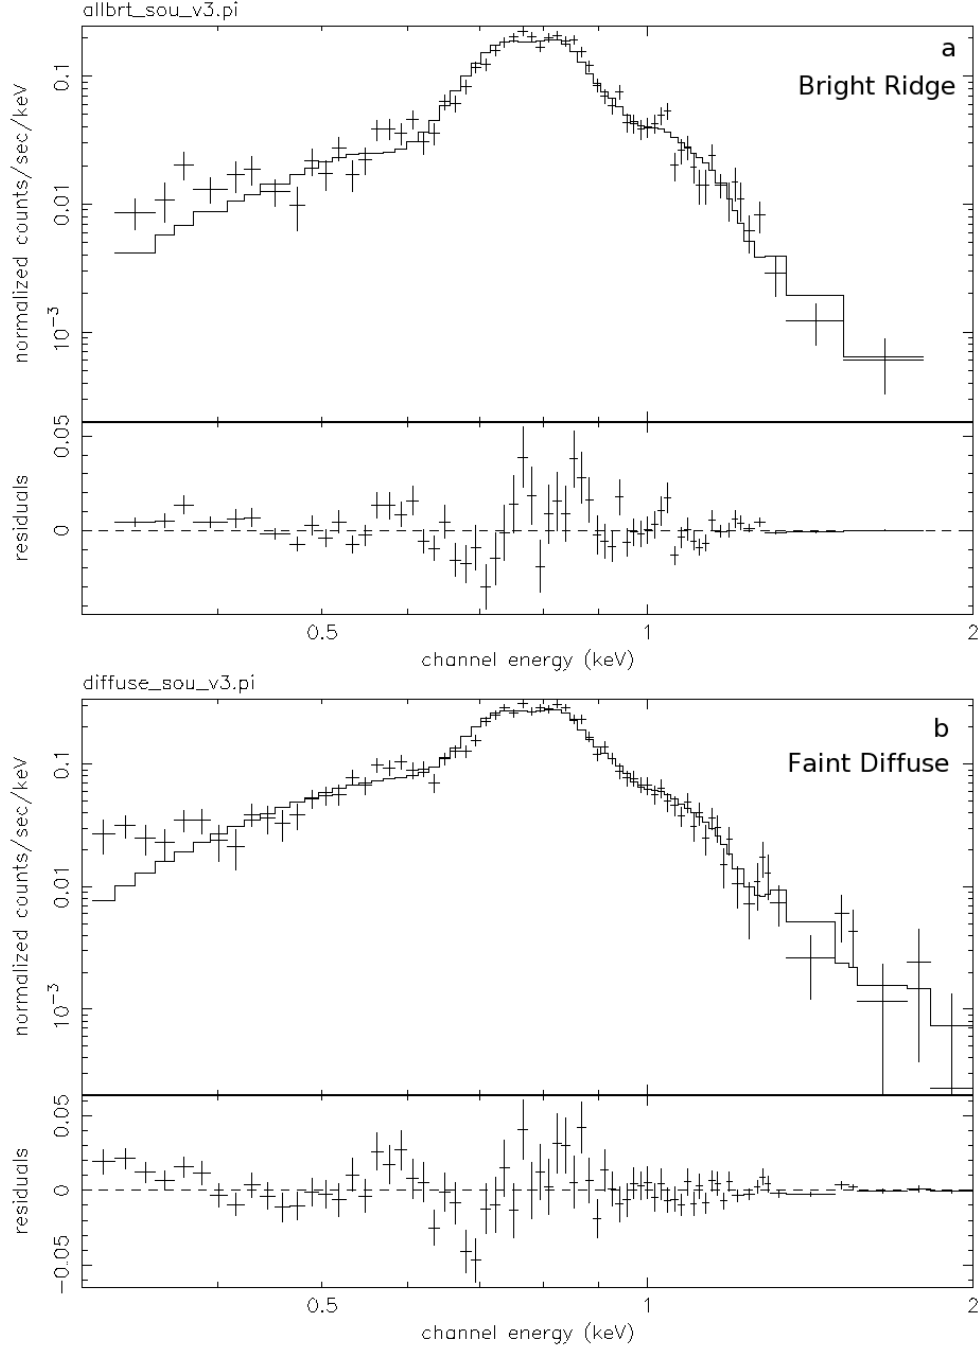 allbrt_sou_v3.pi
a
Bright Ridge
normalized counts/sec/keV
0.1
0.01
10⁻³
residuals
0.05
0
0.5
1
2
channel energy (keV)
diffuse_sou_v3.pi
b
Faint Diffuse
normalized counts/sec/keV
0.1
0.01
10⁻³
residuals
0.05
0
−0.05
0.5
1
2
channel energy (keV)